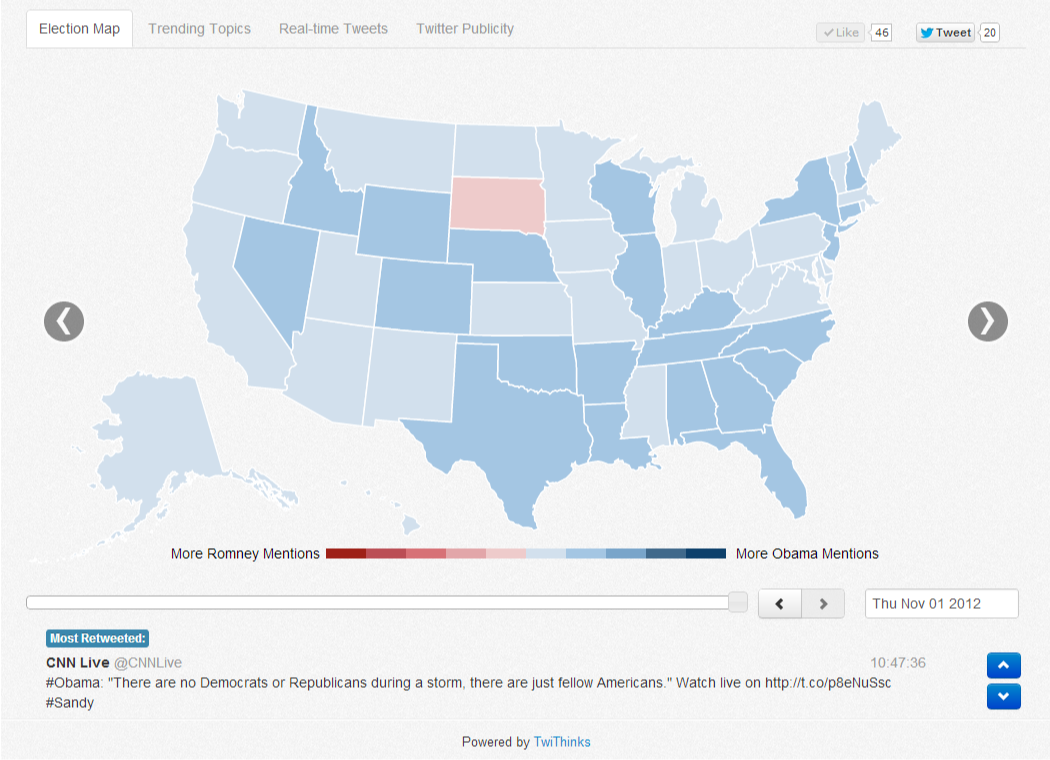 Election Map Trending Topics Real-time Tweets Twitter Publicity Like 46 Tweet 20
More Romney Mentions More Obama Mentions
Thu Nov 01 2012
Most Retweeted:
CNN Live @CNNLive 10:47:36
#Obama: "There are no Democrats or Republicans during a storm, there are just fellow Americans." Watch live on http://t.co/p8eNuSsc
#Sandy
Powered by TwiThinks